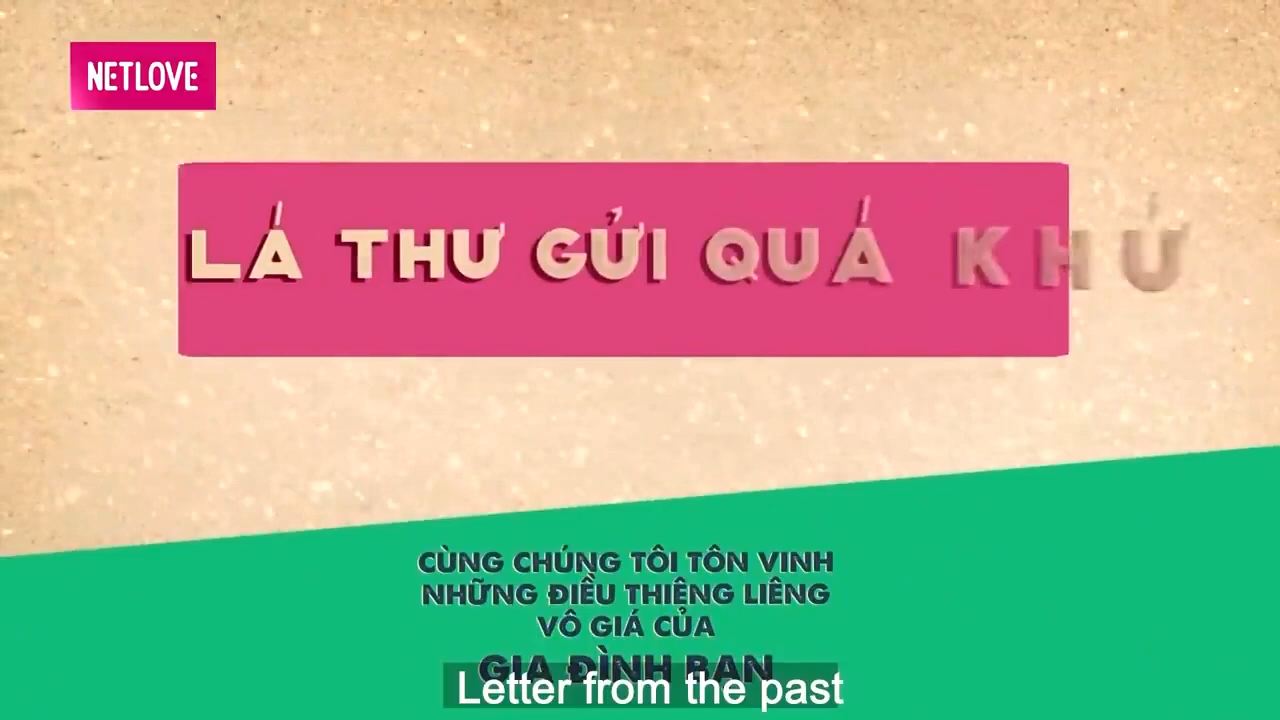 NETLOVE
LÁ THƯ GỬI QUÁ KHỨ
CÙNG CHÚNG TÔI TÔN VINH
NHỮNG ĐIỀU THIÊNG LIÊNG
VÔ GIÁ CỦA
GIA ĐÌNH BẠN
Letter from the past